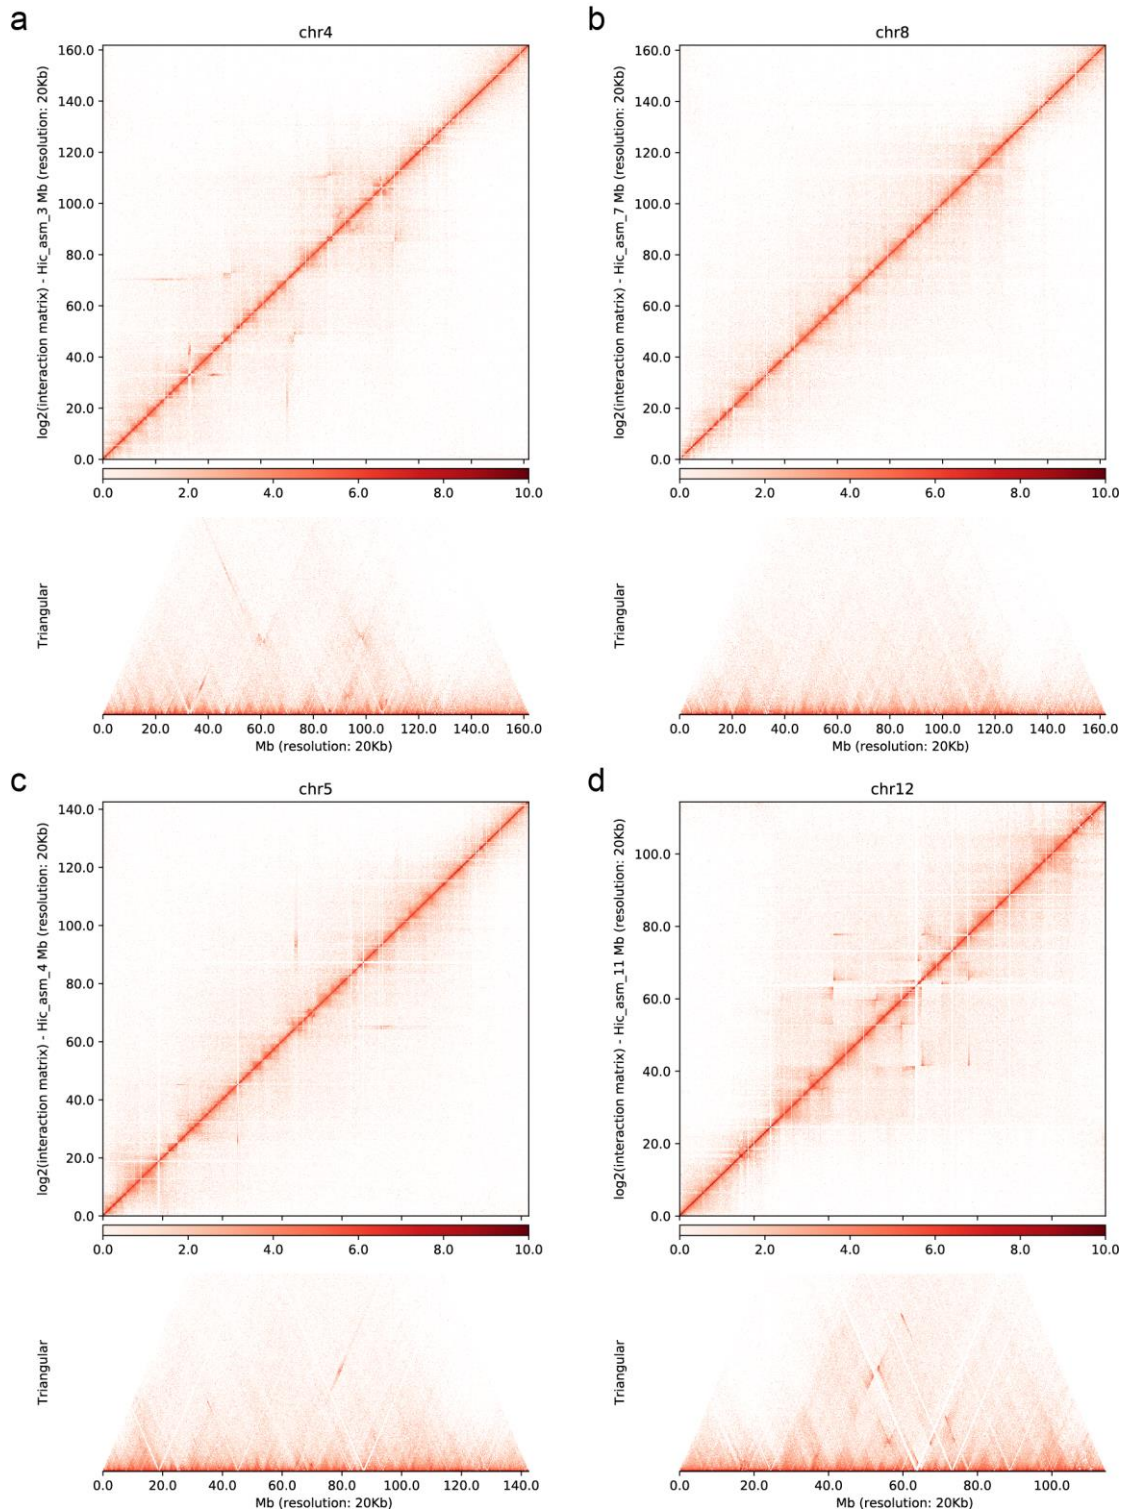 a
chr4
160.0
140.0
120.0
100.0
80.0
60.0
40.0
20.0
0.0
log2(interaction matrix) - Hic_asm_3 Mb (resolution: 20Kb)
0.0 2.0 4.0 6.0 8.0 10.0
Triangular
0.0 20.0 40.0 60.0 80.0 100.0 120.0 140.0 160.0
Mb (resolution: 20Kb)
b
chr8
160.0
140.0
120.0
100.0
80.0
60.0
40.0
20.0
0.0
log2(interaction matrix) - Hic_asm_7 Mb (resolution: 20Kb)
0.0 2.0 4.0 6.0 8.0 10.0
Triangular
0.0 20.0 40.0 60.0 80.0 100.0 120.0 140.0 160.0
Mb (resolution: 20Kb)
c
chr5
140.0
120.0
100.0
80.0
60.0
40.0
20.0
0.0
log2(interaction matrix) - Hic_asm_4 Mb (resolution: 20Kb)
0.0 2.0 4.0 6.0 8.0 10.0
Triangular
0.0 20.0 40.0 60.0 80.0 100.0 120.0 140.0
Mb (resolution: 20Kb)
d
chr12
100.0
80.0
60.0
40.0
20.0
0.0
log2(interaction matrix) - Hic_asm_11 Mb (resolution: 20Kb)
0.0 2.0 4.0 6.0 8.0 10.0
Triangular
0.0 20.0 40.0 60.0 80.0 100.0
Mb (resolution: 20Kb)